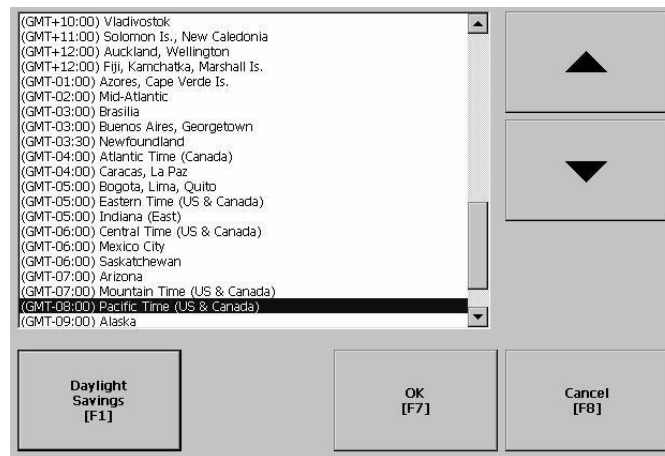 (GMT+10:00) Vladivostok
(GMT+11:00) Solomon Is., New Caledonia
(GMT+12:00) Auckland, Wellington
(GMT+12:00) Fiji, Kamchatka, Marshall Is.
(GMT-01:00) Azores, Cape Verde Is.
(GMT-02:00) Mid-Atlantic
(GMT-03:00) Brasilia
(GMT-03:00) Buenos Aires, Georgetown
(GMT-03:30) Newfoundland
(GMT-04:00) Atlantic Time (Canada)
(GMT-04:00) Caracas, La Paz
(GMT-05:00) Bogota, Lima, Quito
(GMT-05:00) Eastern Time (US & Canada)
(GMT-05:00) Indiana (East)
(GMT-06:00) Central Time (US & Canada)
(GMT-06:00) Mexico City
(GMT-06:00) Saskatchewan
(GMT-07:00) Arizona
(GMT-07:00) Mountain Time (US & Canada)
(GMT-08:00) Pacific Time (US & Canada)
(GMT-09:00) Alaska
Daylight
Savings
[F1]
OK
[F7]
Cancel
[F8]